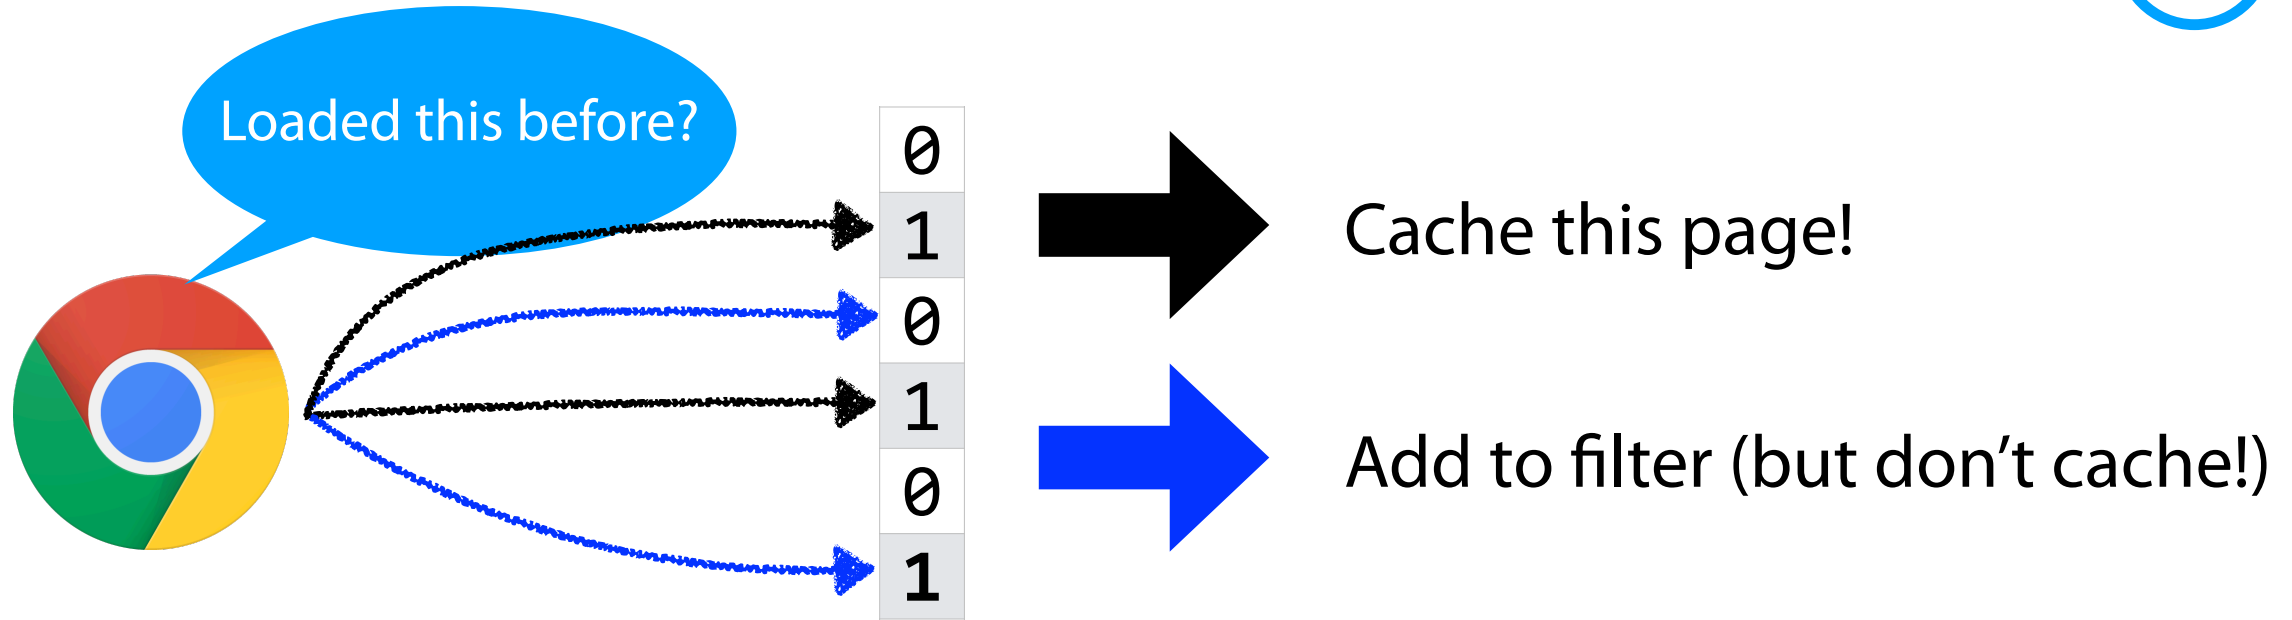 Loaded this before?
0
1
0
1
0
1
Cache this page!
Add to filter (but don’t cache!)